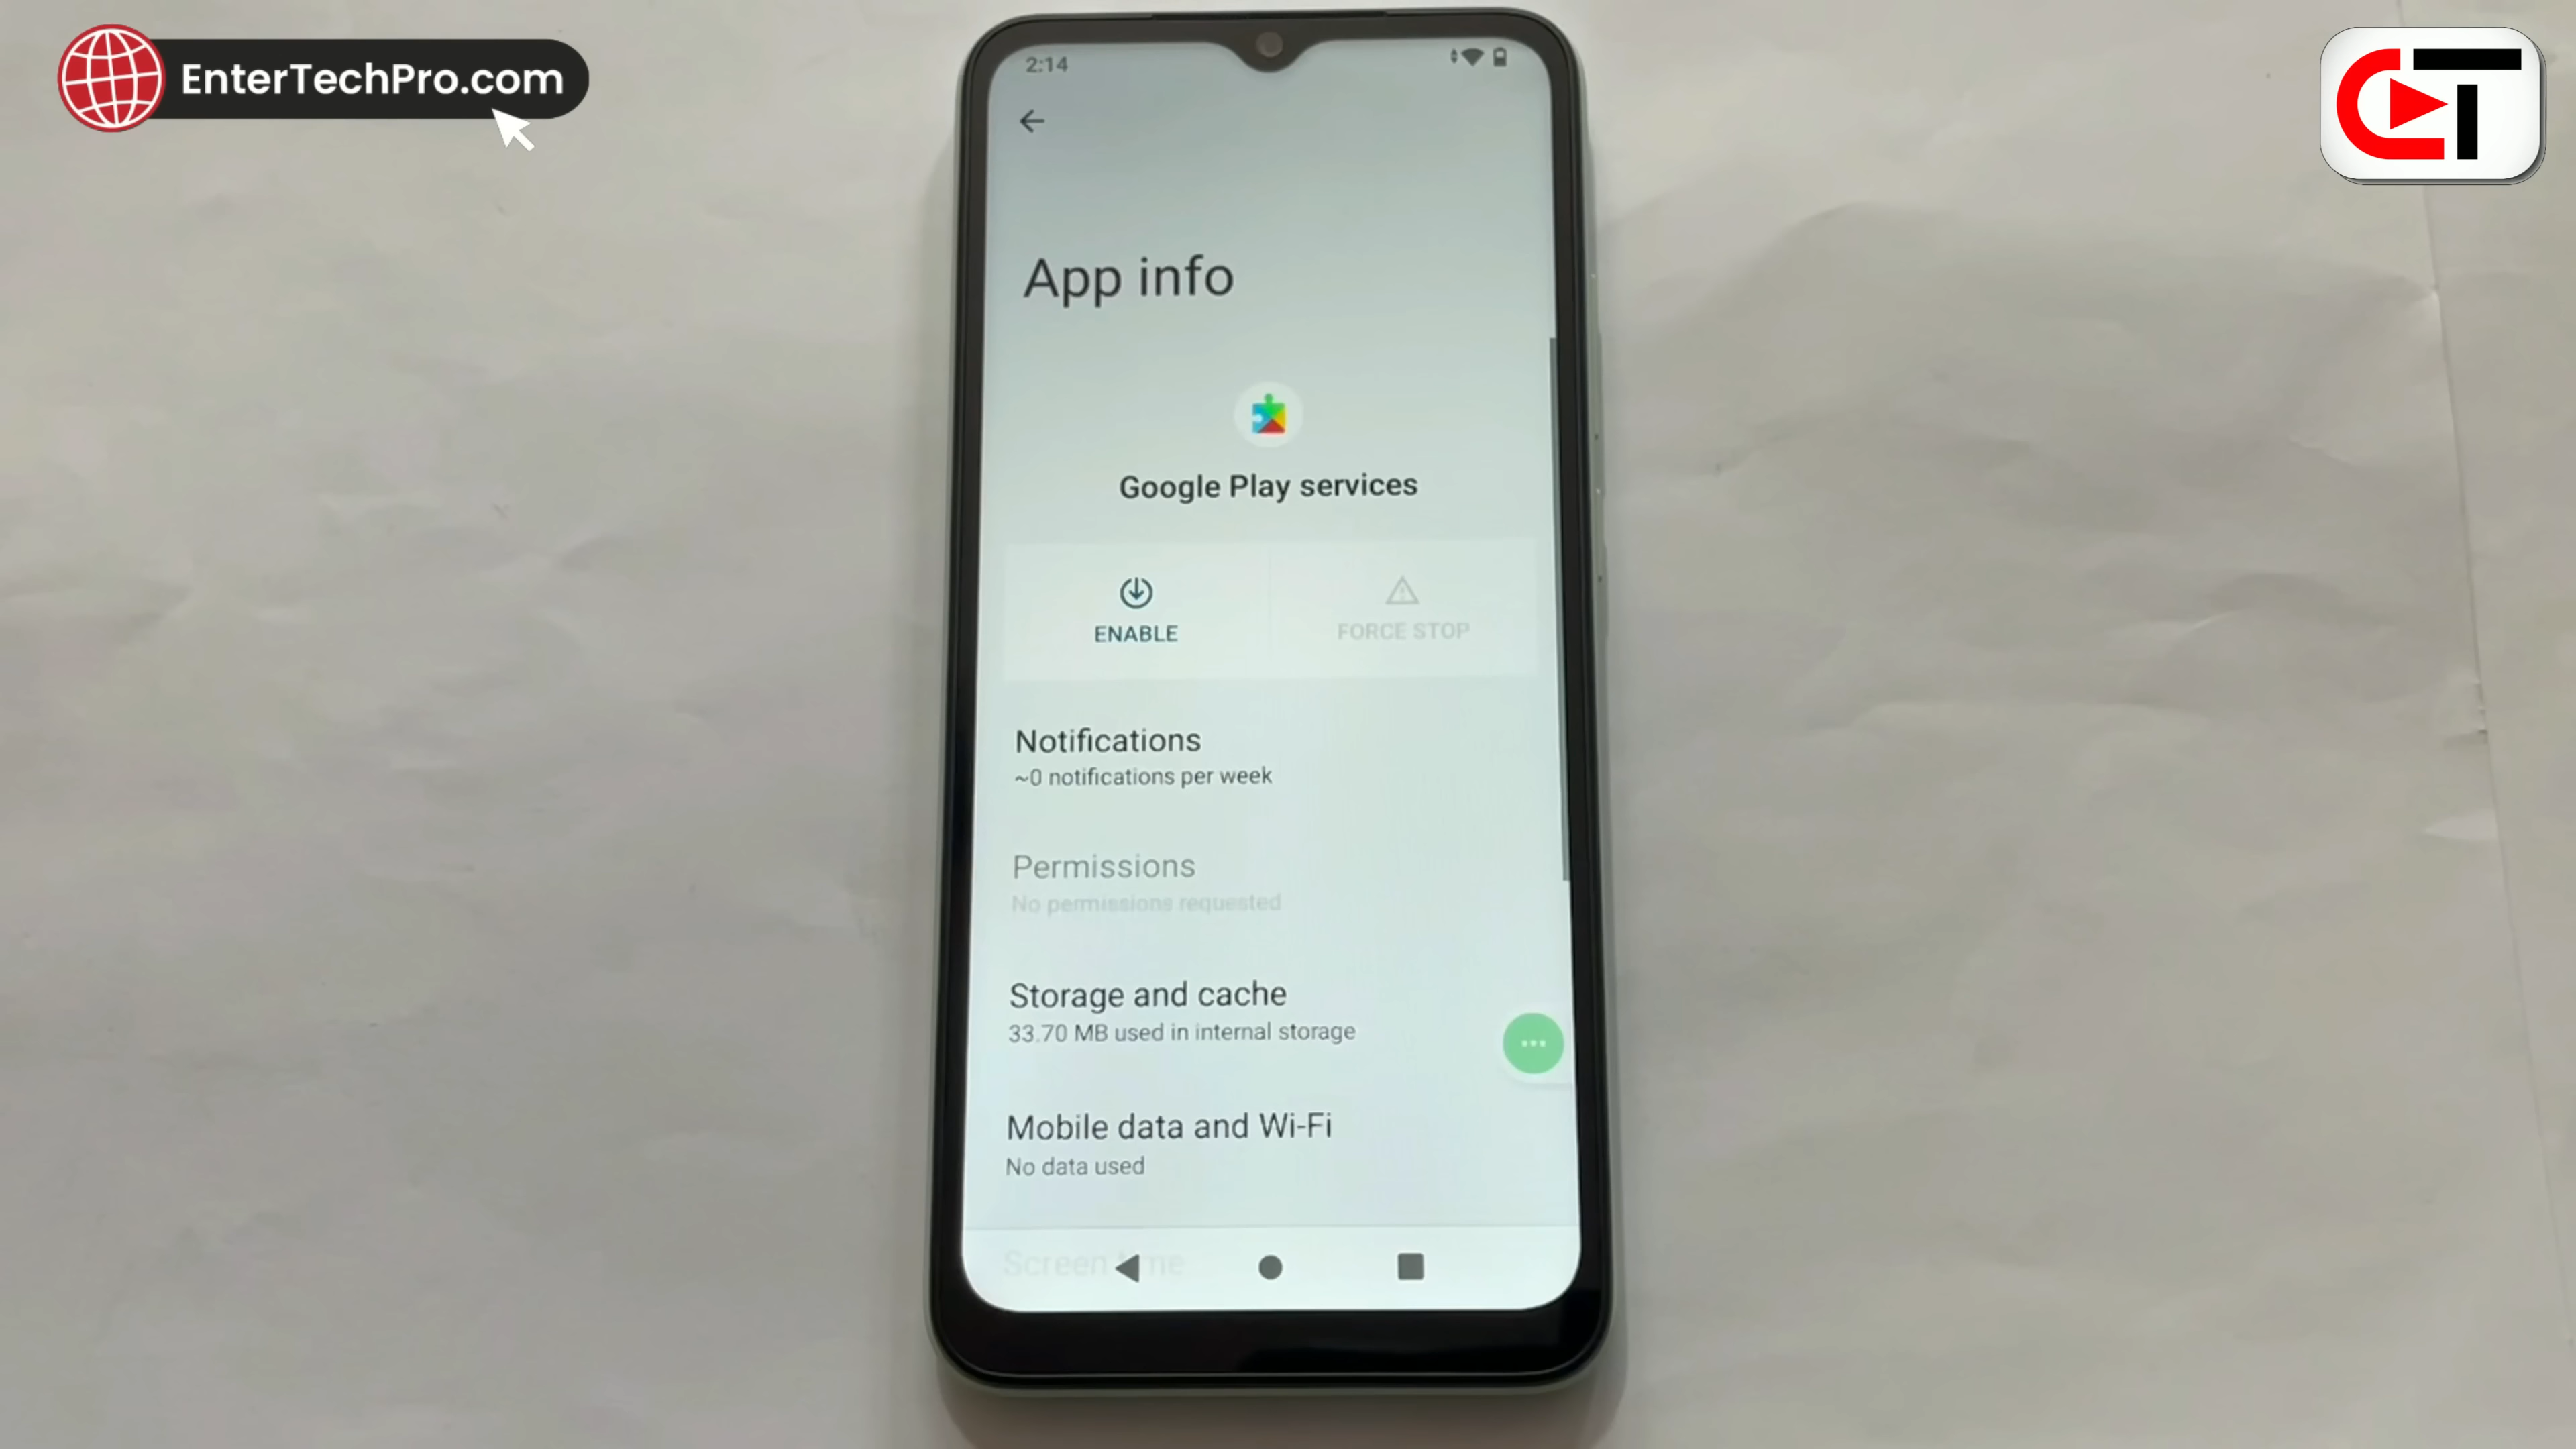 EnterTechPro.com
2:14
App info
Google Play services
ENABLE
FORCE STOP
Notifications
~0 notifications per week
Permissions
No permissions requested
Storage and cache
33.70 MB used in internal storage
Mobile data and Wi-Fi
No data used
Screen